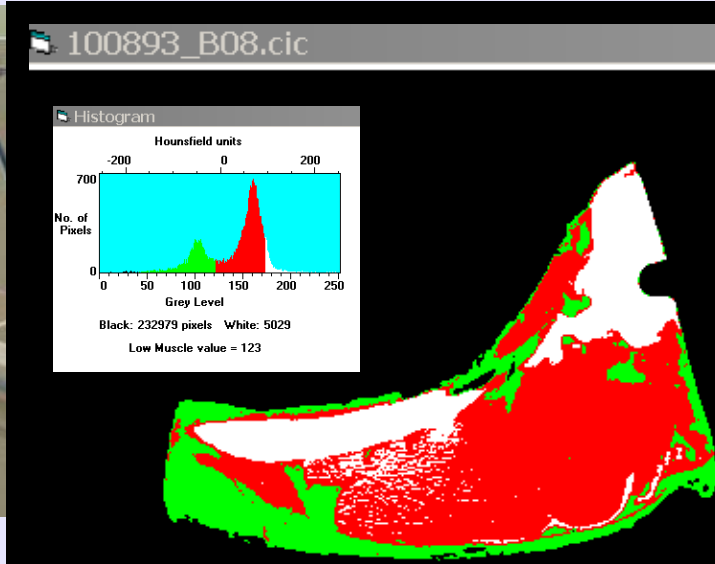 100893_B08.cic
Histogram
Hounsfield units
-200 0 200
700
No. of
Pixels
0
0 50 100 150 200 250
Grey Level
Black: 232979 pixels White: 5029
Low Muscle value = 123